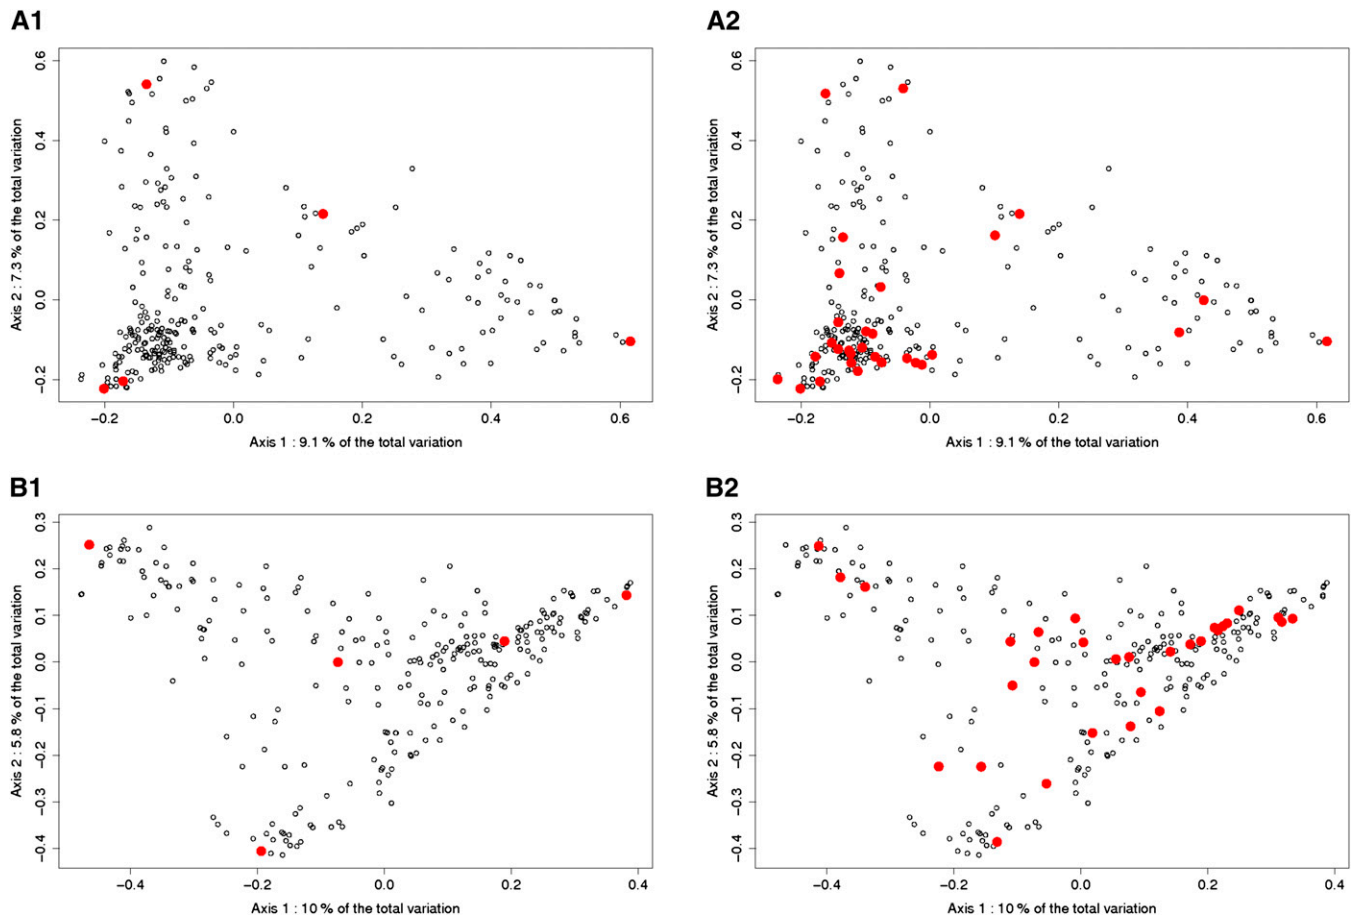 A1
A2
Axis 2 : 7.3 % of the total variation
0.6
0.4
0.2
0.0
−0.2
−0.2 0.0 0.2 0.4 0.6
Axis 1 : 9.1 % of the total variation
Axis 2 : 7.3 % of the total variation
0.6
0.4
0.2
0.0
−0.2
−0.2 0.0 0.2 0.4 0.6
Axis 1 : 9.1 % of the total variation
B1
B2
Axis 2 : 5.8 % of the total variation
0.3
0.2
0.1
0.0
−0.1
−0.2
−0.3
−0.4
−0.4 −0.2 0.0 0.2 0.4
Axis 1 : 10 % of the total variation
Axis 2 : 5.8 % of the total variation
0.3
0.2
0.1
0.0
−0.1
−0.2
−0.3
−0.4
−0.4 −0.2 0.0 0.2 0.4
Axis 1 : 10 % of the total variation